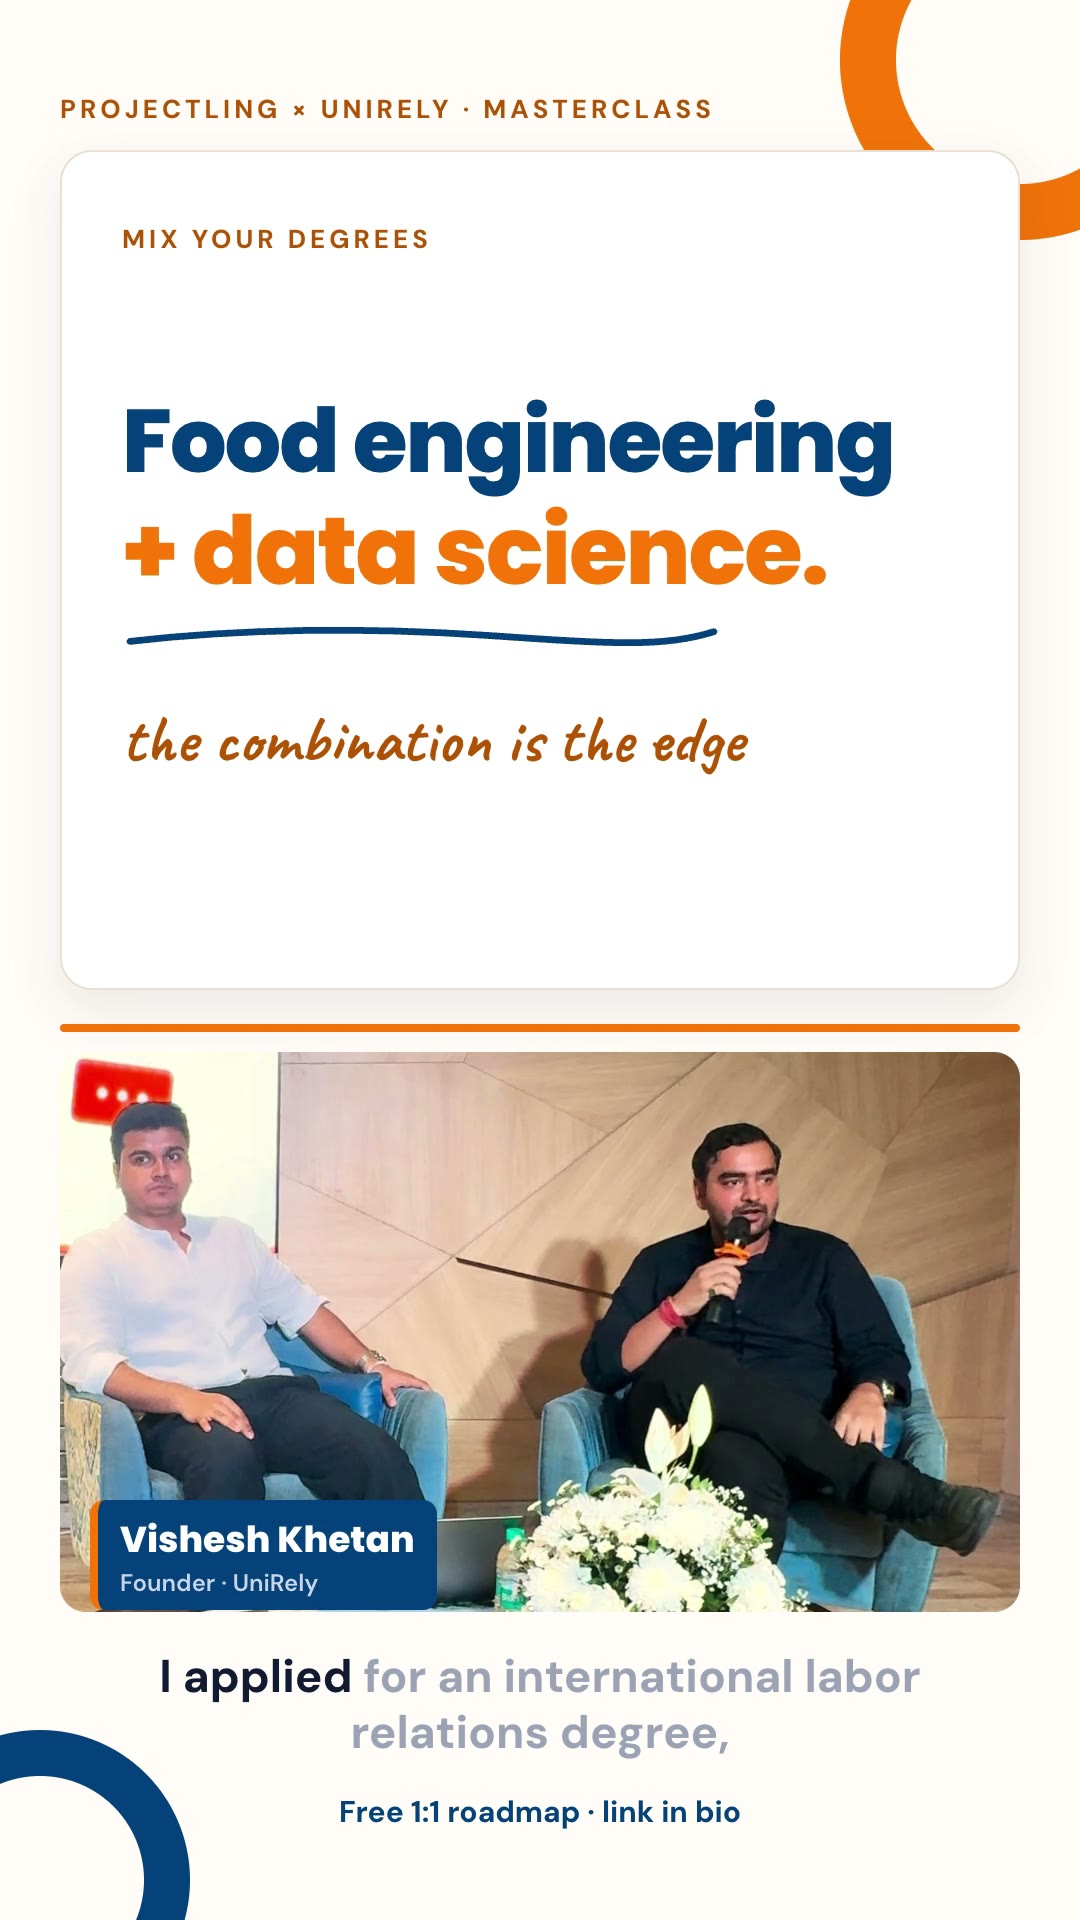 PROJECTLING × UNIRELY · MASTERCLASS
MIX YOUR DEGREES
Food engineering
+ data science.
the combination is the edge
Vishesh Khetan
Founder · UniRely
I applied for an international labor
relations degree,
Free 1:1 roadmap · link in bio